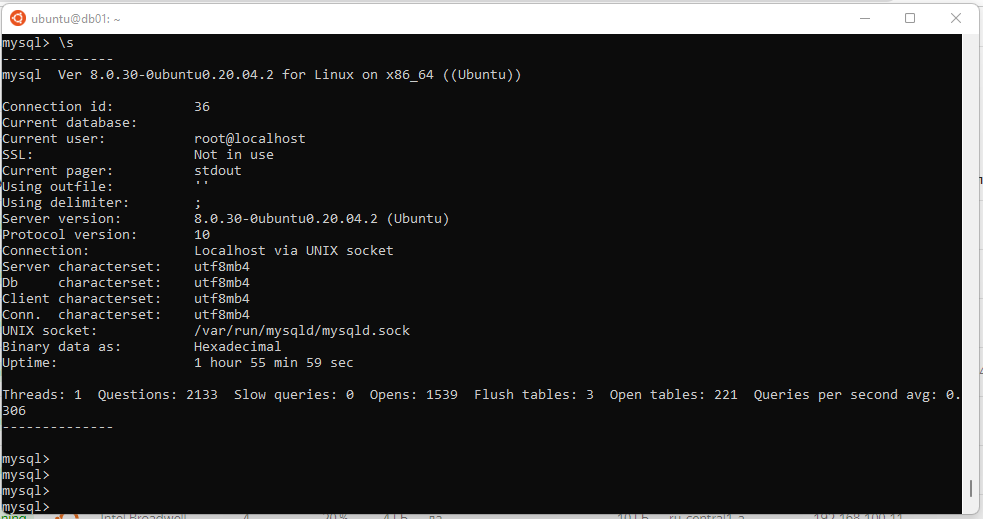 ubuntu@db01: ~
mysql> \s
--------------
mysql  Ver 8.0.30-0ubuntu0.20.04.2 for Linux on x86_64 ((Ubuntu))
Connection id:          36
Current database:
Current user:           root@localhost
SSL:                    Not in use
Current pager:          stdout
Using outfile:          ''
Using delimiter:        ;
Server version:         8.0.30-0ubuntu0.20.04.2 (Ubuntu)
Protocol version:       10
Connection:             Localhost via UNIX socket
Server characterset:    utf8mb4
Db     characterset:    utf8mb4
Client characterset:    utf8mb4
Conn.  characterset:    utf8mb4
UNIX socket:            /var/run/mysqld/mysqld.sock
Binary data as:         Hexadecimal
Uptime:                 1 hour 55 min 59 sec
Threads: 1  Questions: 2133  Slow queries: 0  Opens: 1539  Flush tables: 3  Open tables: 221  Queries per second avg: 0.
306
--------------
mysql>
mysql>
mysql>
mysql>